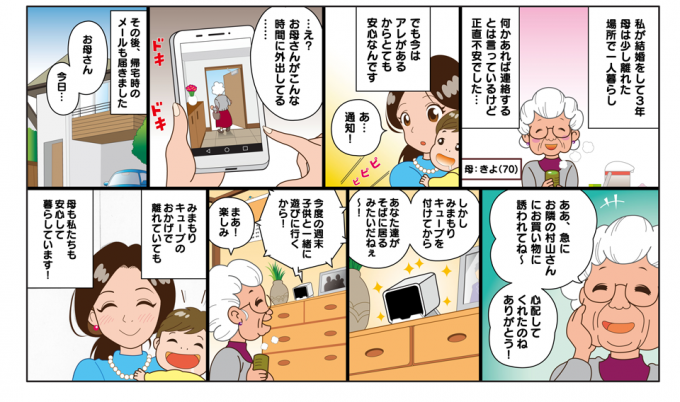 私が結婚をして3年
母は少し離れた
場所で一人暮らし
何かあれば連絡する
とは言っているけど
正直不安でした…
母：きよ(70)
でも今は
アレがある
からとても
安心なんです
あ…
通知！
ピピピ
…え？
お母さんがこんな
時間に外出してる
……
ドキ
ドキ
その後、帰宅時の
メールも届きました
お母さん
今日…
ああ、急に
お隣の村山さん
にお買い物に
誘われてね～
心配して
くれたのね
ありがとう！
しかし
みまもり
キューブを
付けてから
あなた達が
そばに居る
みたいだねぇ
～！
今度の週末
子供と一緒に
遊びに行く
から！
まあ！
楽しみ
みまもり
キューブの
おかげで
離れていても
母も私たちも
安心して
暮らしています！